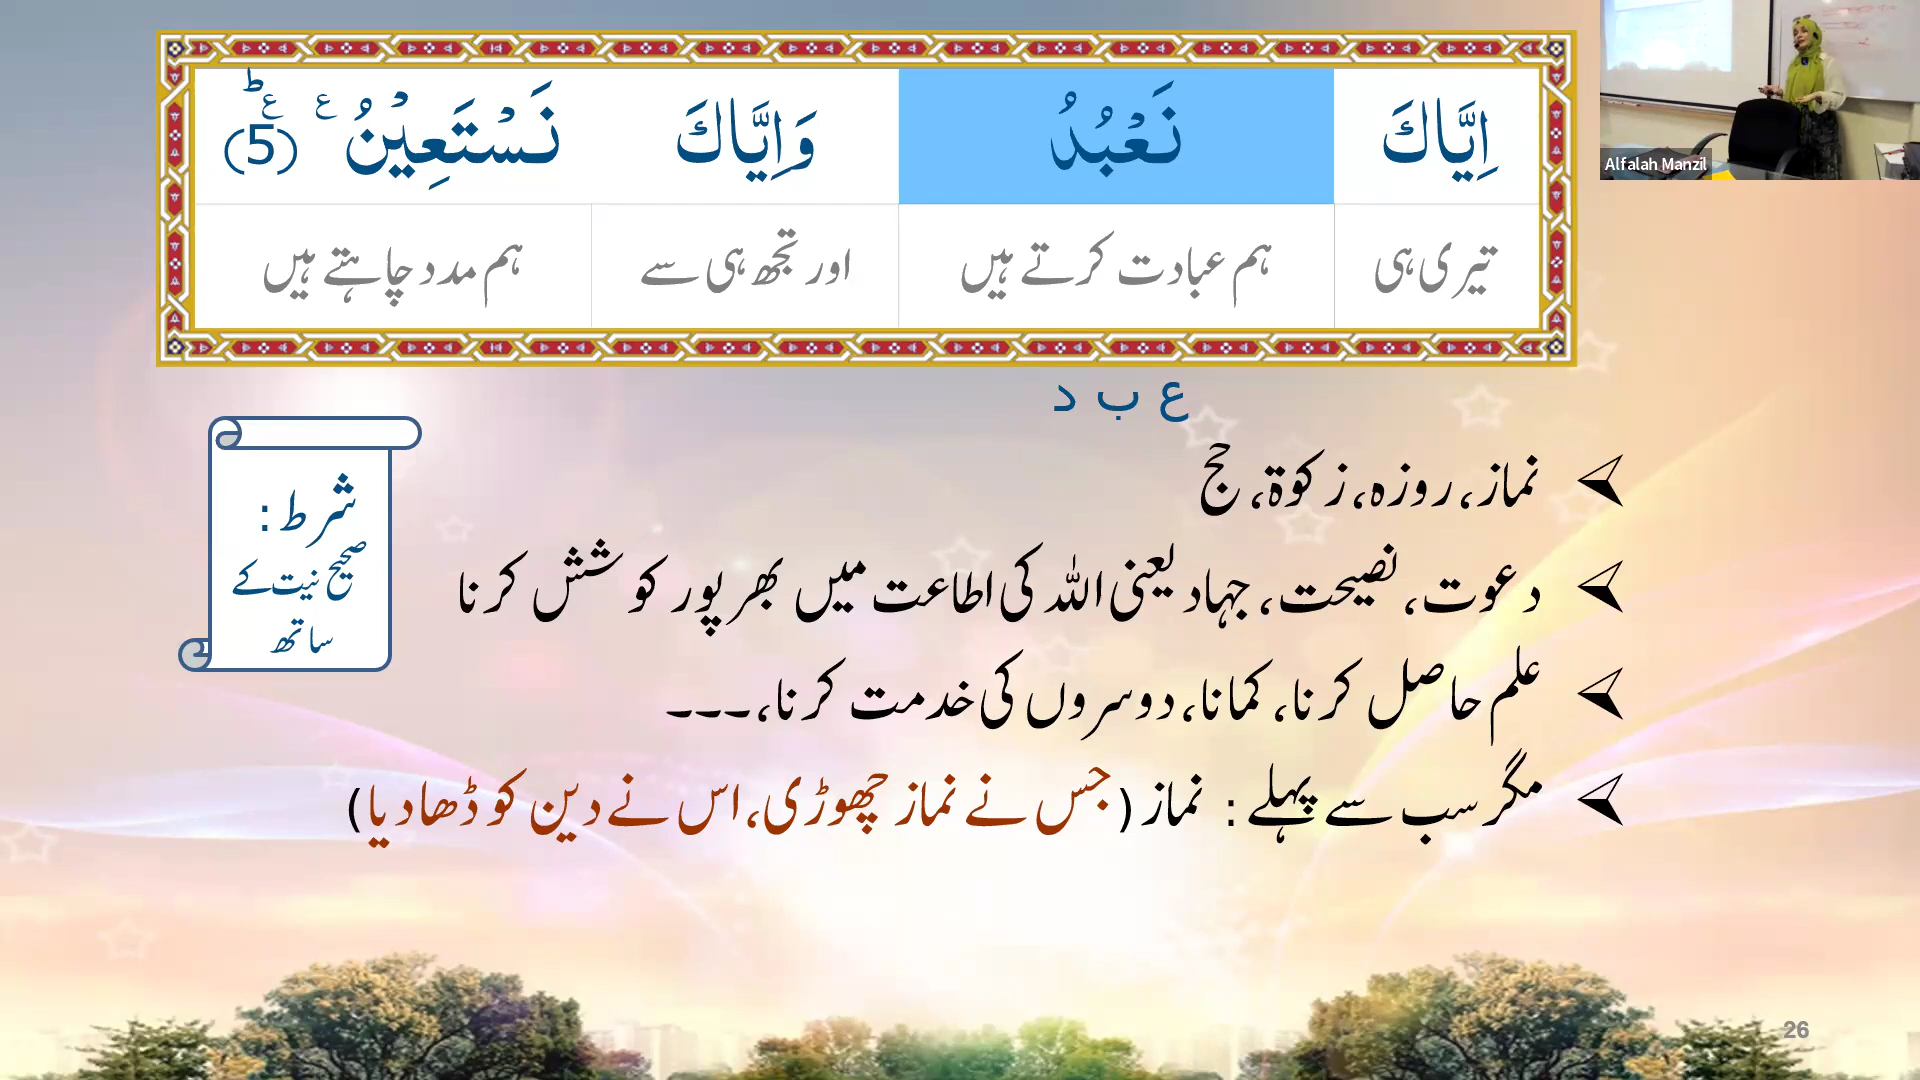 اِيَّاكَ نَعْبُدُ وَاِيَّاكَ نَسْتَعِيْنُ ؏ (5)ؕ ع
تیری ہی ہم عبادت کرتے ہیں اور تجھ ہی سے ہم مدد چاہتے ہیں
Alfalah Manzil
ع ب د
نماز، روزہ، زکوۃ، حج
دعوت، نصیحت، جہاد یعنی اللہ کی اطاعت میں بھرپور کوشش کرنا
علم حاصل کرنا، کمانا، دوسروں کی خدمت کرنا،۔۔۔
مگر سب سے پہلے : نماز (جس نے نماز چھوڑی، اس نے دین کو ڈھا دیا)
شرط :
صحیح نیت کے
ساتھ
26